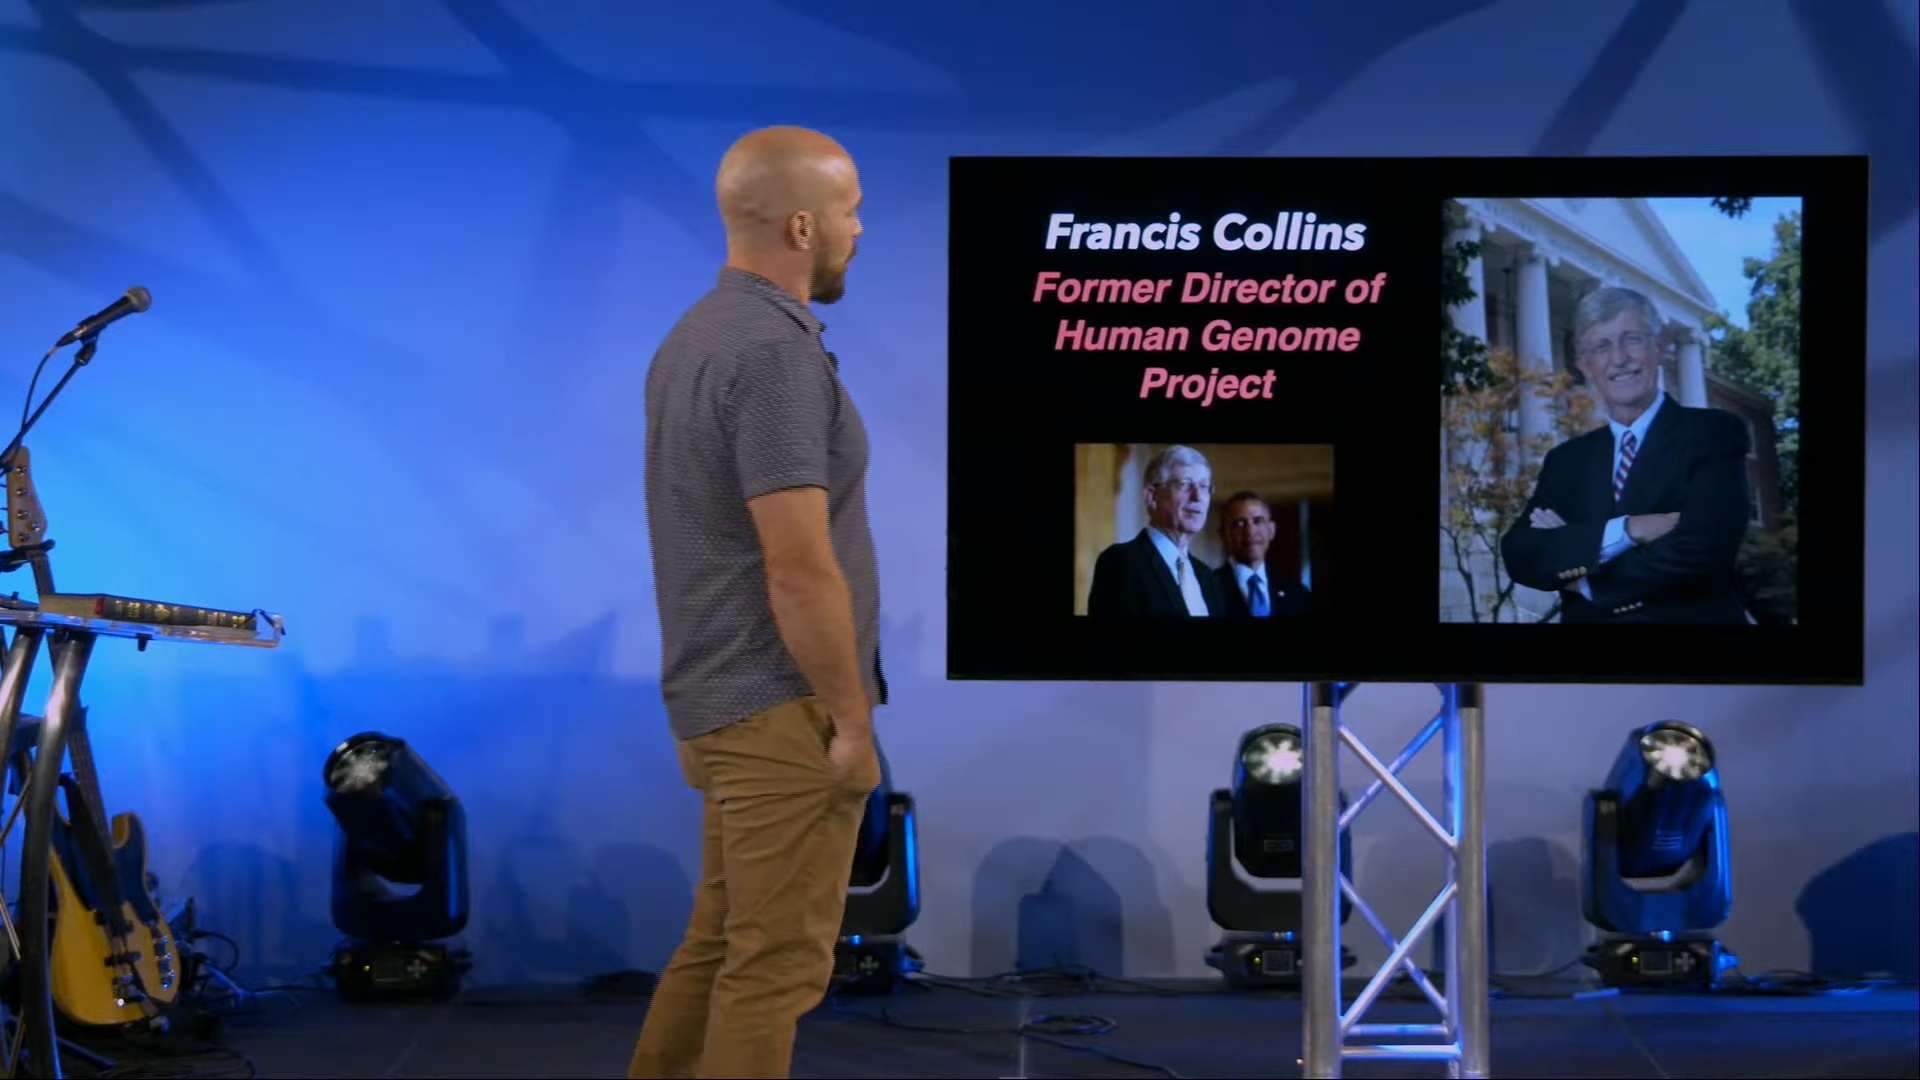 Francis Collins
Former Director of
Human Genome
Project